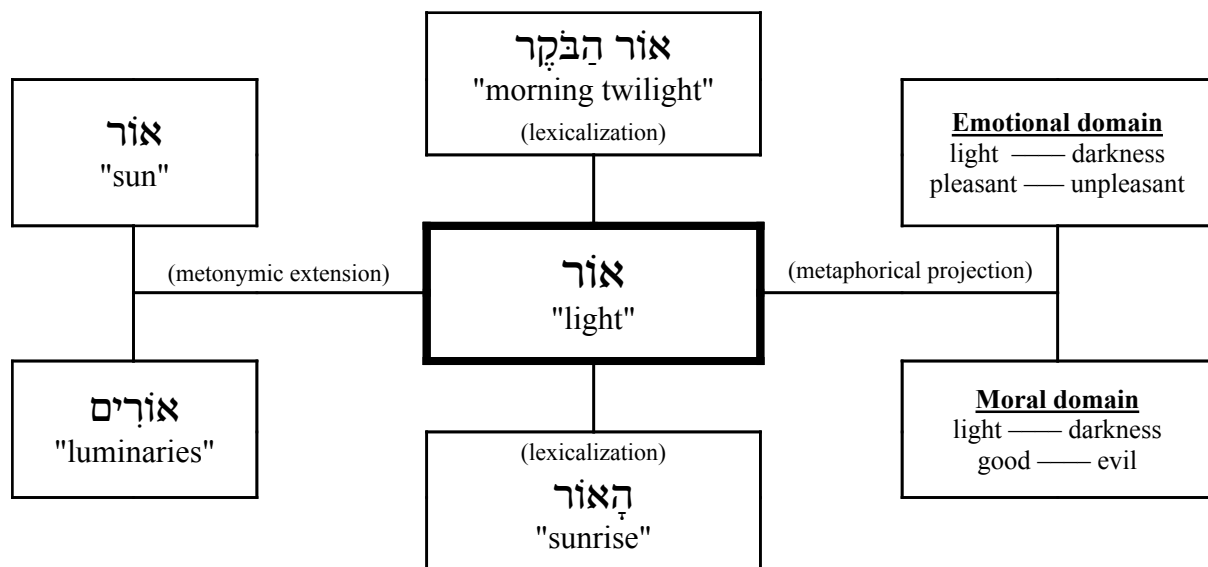 אוֹר הַבֹּקֶר
"morning twilight"
(lexicalization)
אוֹר
"sun"
Emotional domain
light —— darkness
pleasant —— unpleasant
(metonymic extension)
אוֹר
"light"
(metaphorical projection)
אוֹרִים
"luminaries"
Moral domain
light —— darkness
good —— evil
(lexicalization)
הָאוֹר
"sunrise"